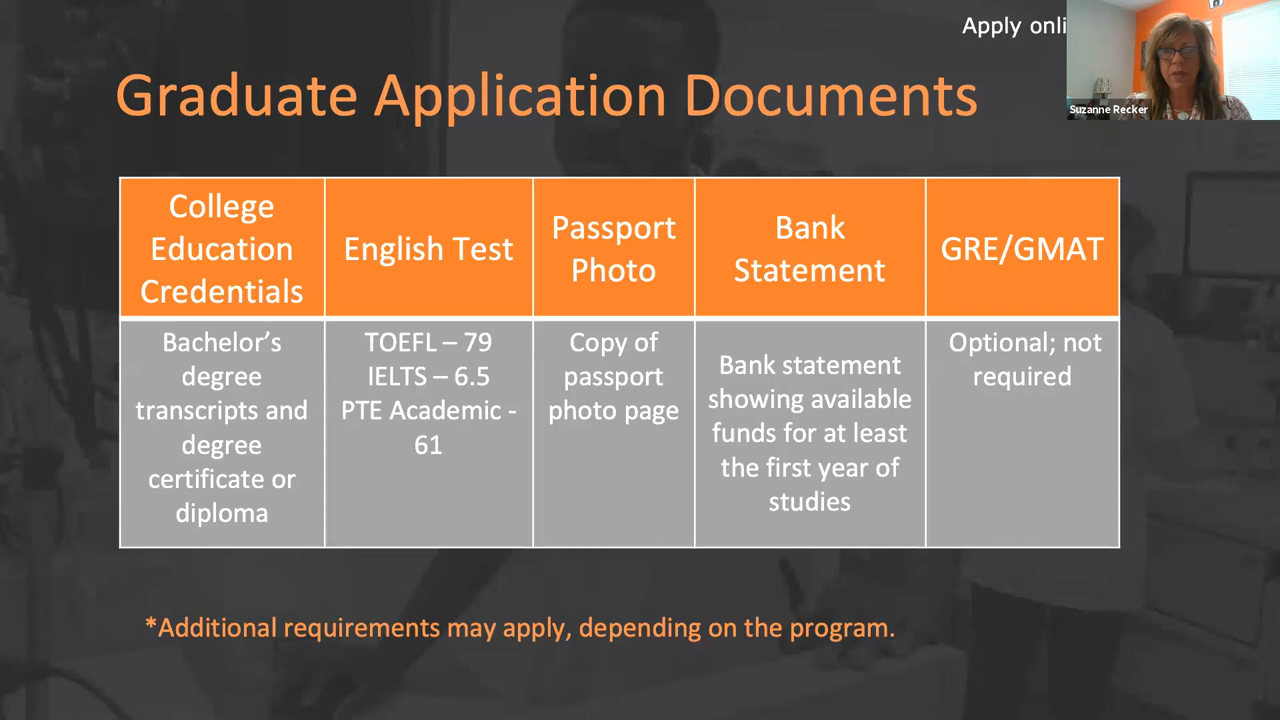 Apply onli
Graduate Application Documents
Suzanne Recker
College
Education
Credentials
English Test
Passport
Photo
Bank
Statement
GRE/GMAT
Bachelor’s
degree
transcripts and
degree
certificate or
diploma
TOEFL – 79
IELTS – 6.5
PTE Academic -
61
Copy of
passport
photo page
Bank statement
showing available
funds for at least
the first year of
studies
Optional; not
required
*Additional requirements may apply, depending on the program.